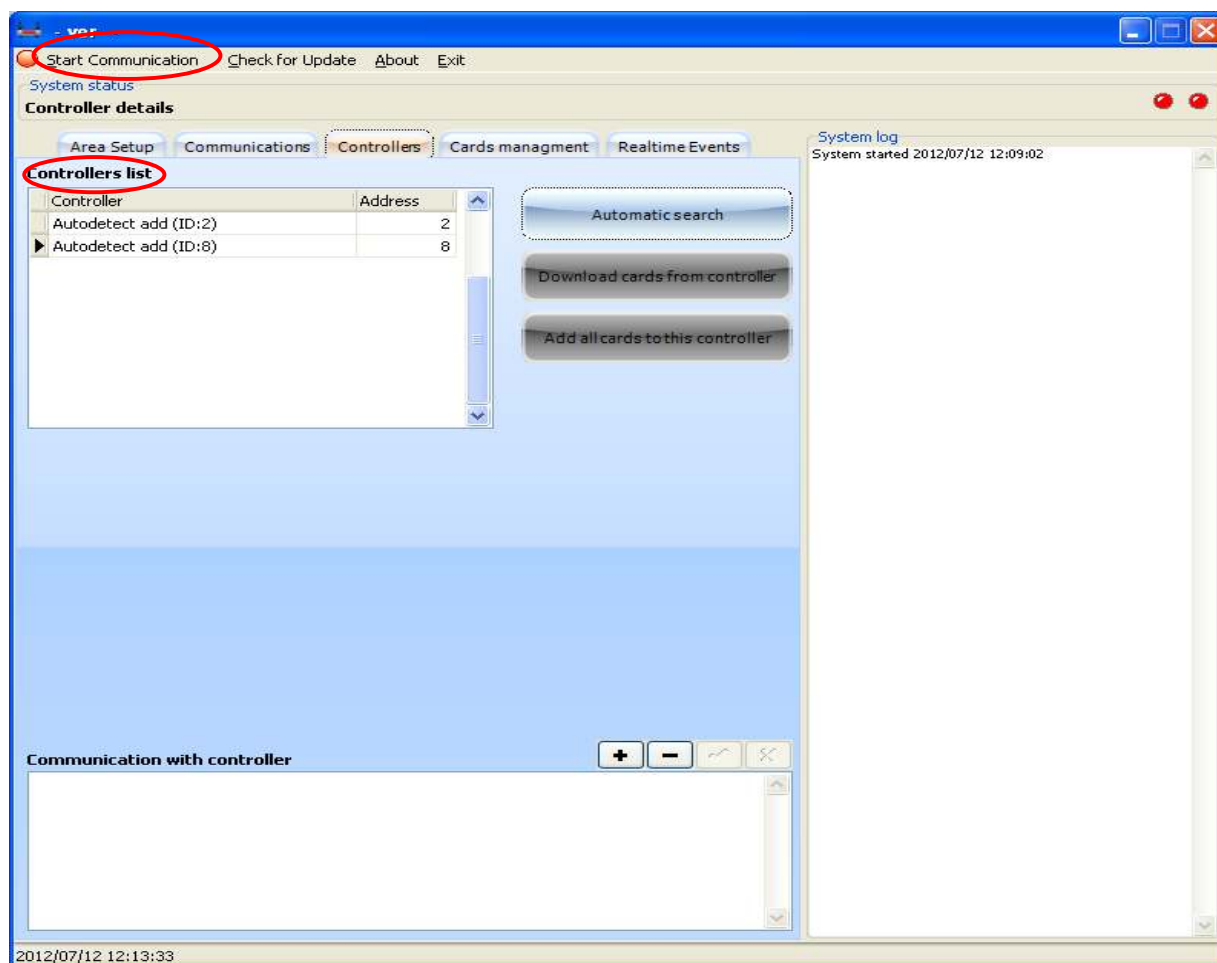 - ver
Start Communication Check for Update About Exit
System status
Controller details
Area Setup Communications Controllers Cards managment Realtime Events
Controllers list
Controller Address
Autodetect add (ID:2) 2
Autodetect add (ID:8) 8
Automatic search
Download cards from controller
Add all cards to this controller
Communication with controller
System log
System started 2012/07/12 12:09:02
2012/07/12 12:13:33